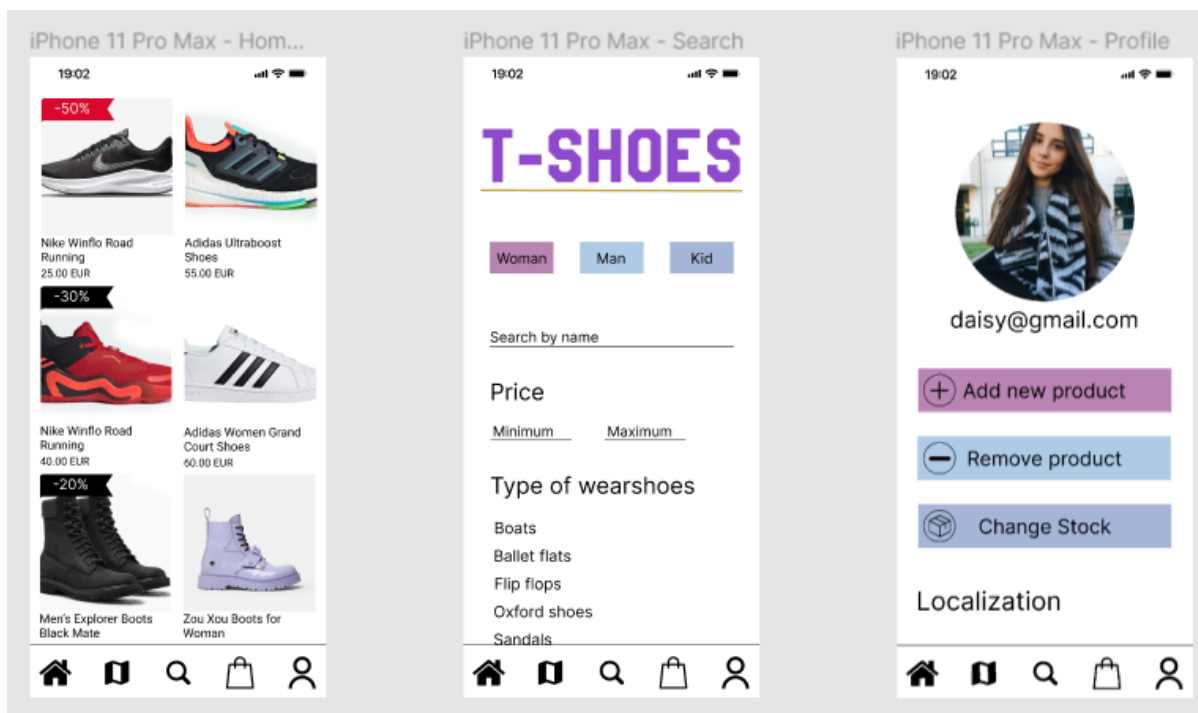 iPhone 11 Pro Max - Hom...
19:02
-50%
Nike Winflo Road
Running
25.00 EUR
Adidas Ultraboost
Shoes
55.00 EUR
-30%
Nike Winflo Road
Running
40.00 EUR
Adidas Women Grand
Court Shoes
60.00 EUR
-20%
Men's Explorer Boots
Black Mate
Zou Xou Boots for
Woman
iPhone 11 Pro Max - Search
19:02
T-SHOES
Woman
Man
Kid
Search by name
Price
Minimum
Maximum
Type of wearshoes
Boats
Ballet flats
Flip flops
Oxford shoes
Sandals
iPhone 11 Pro Max - Profile
19:02
daisy@gmail.com
Add new product
Remove product
Change Stock
Localization